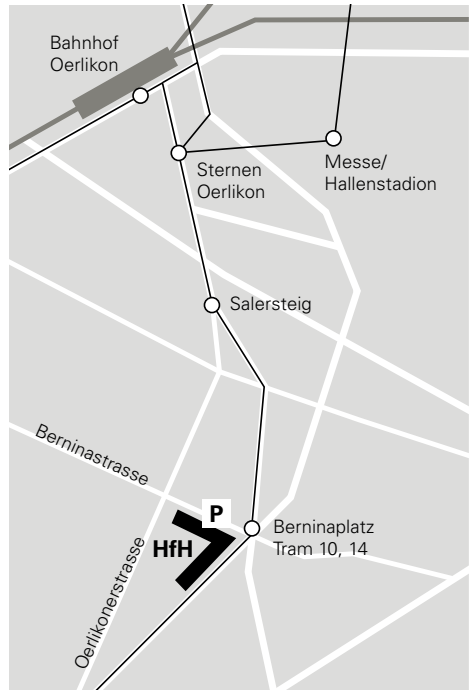 Bahnhof
Oerlikon
Sternen
Oerlikon
Messe/
Hallenstadion
Salersteig
Berninastrasse
P
HfH
Berninaplatz
Tram 10, 14
Oerlikonerstrasse